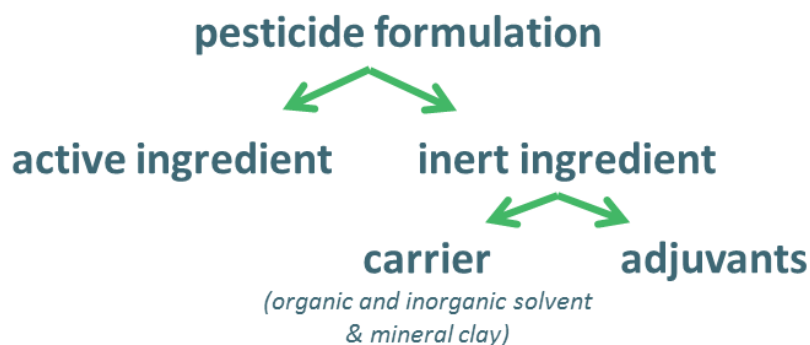 pesticide formulation
active ingredient inert ingredient
carrier adjuvants
(organic and inorganic solvent
& mineral clay)